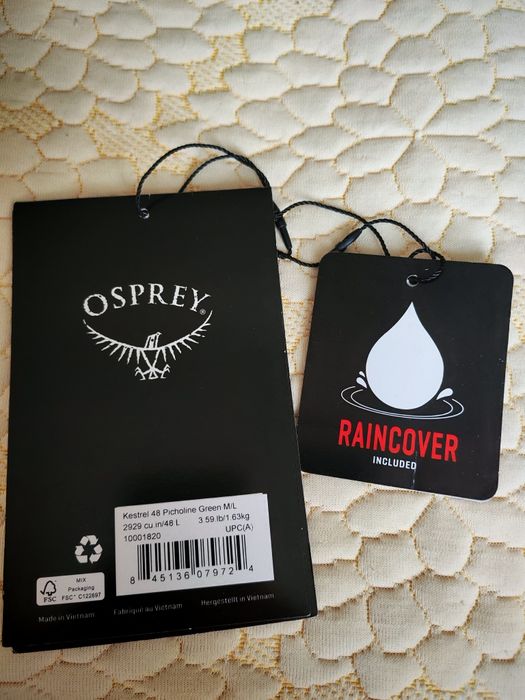 OSPREY®
Kestrel 48 Picholine Green M/L
2929 cu.in/48 L 3.59.lb/1.63kg
10001820 UPC(A)
8 45136 07972 4
FSC
MIX
Packaging
FSC™ C122697
Made in Vietnam Fabriqué au Vietnam Hergestellt in Vietnam
RAINCOVER
INCLUDED